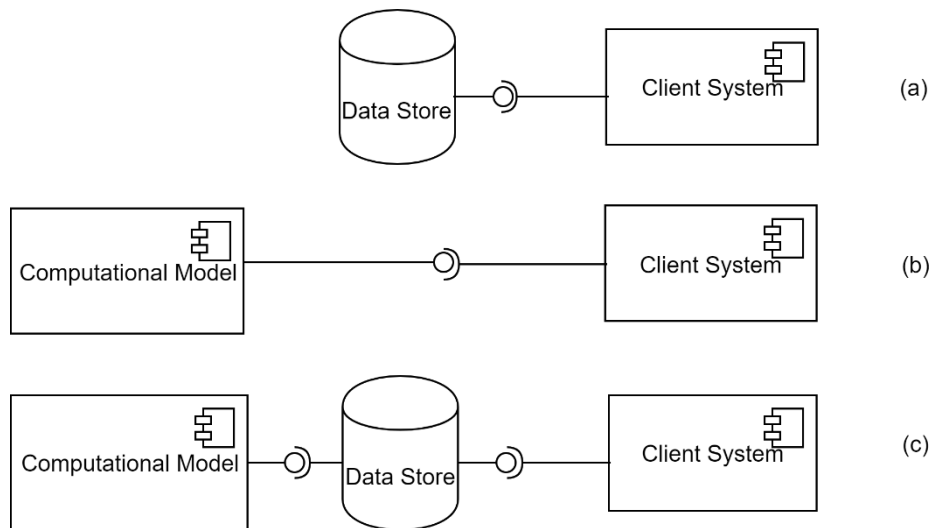 Data Store
Client System
(a)
Computational Model
Client System
(b)
Computational Model
Data Store
Client System
(c)